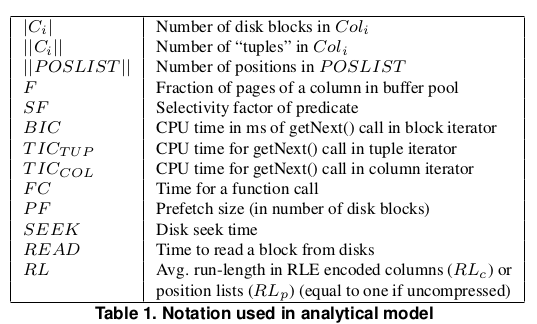 |C_i| Number of disk blocks in Col_i
||C_i|| Number of “tuples” in Col_i
||POSLIST|| Number of positions in POSLIST
F Fraction of pages of a column in buffer pool
SF Selectivity factor of predicate
BIC CPU time in ms of getNext() call in block iterator
TIC_TUP CPU time for getNext() call in tuple iterator
TIC_COL CPU time for getNext() call in column iterator
FC Time for a function call
PF Prefetch size (in number of disk blocks)
SEEK Disk seek time
READ Time to read a block from disks
RL Avg. run-length in RLE encoded columns (RL_c) or
position lists (RL_p) (equal to one if uncompressed)
Table 1. Notation used in analytical model